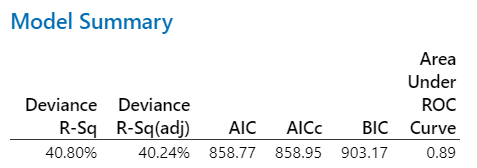 Model Summary
Area
Under
Deviance Deviance ROC
R-Sq R-Sq(adj) AIC AICc BIC Curve
40.80% 40.24% 858.77 858.95 903.17 0.89